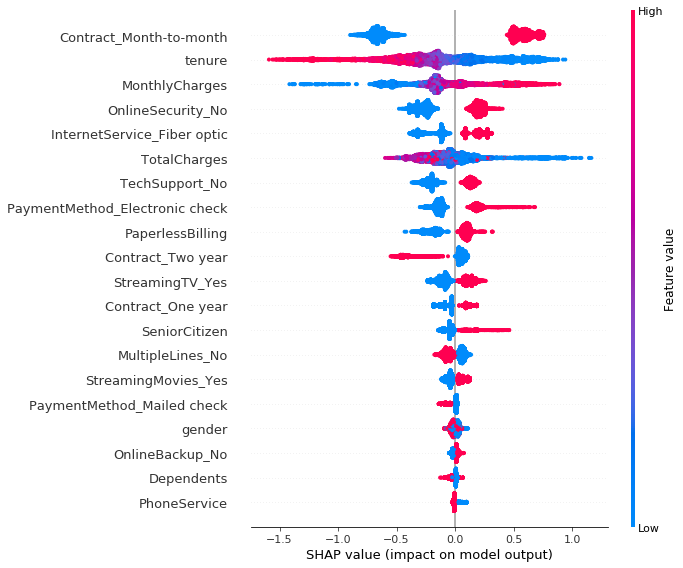 High
Contract_Month-to-month
tenure
MonthlyCharges
OnlineSecurity_No
InternetService_Fiber optic
TotalCharges
TechSupport_No
PaymentMethod_Electronic check
PaperlessBilling
Contract_Two year
StreamingTV_Yes
Contract_One year
SeniorCitizen
MultipleLines_No
StreamingMovies_Yes
PaymentMethod_Mailed check
gender
OnlineBackup_No
Dependents
PhoneService
Feature value
Low
−1.5 −1.0 −0.5 0.0 0.5 1.0
SHAP value (impact on model output)